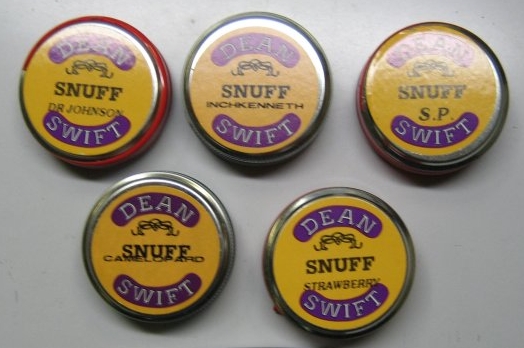 DEAN
SNUFF
DR JOHNSON
SWIFT
DEAN
SNUFF
INCHKENNETH
SWIFT
DEAN
SNUFF
S.P.
SWIFT
DEAN
SNUFF
CAMELOPARD
SWIFT
DEAN
SNUFF
STRAWBERRY
SWIFT